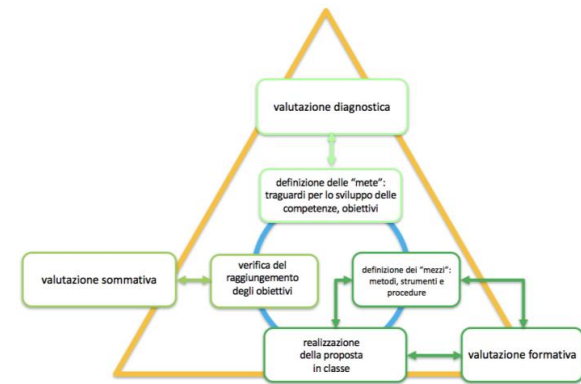 valutazione diagnostica
definizione delle “mete”:
traguardi per lo sviluppo delle
competenze, obiettivi
valutazione sommativa
verifica del
raggiungemento
degli obiettivi
definizione dei “mezzi”:
metodi, strumenti e
procedure
realizzazione
della proposta
in classe
valutazione formativa